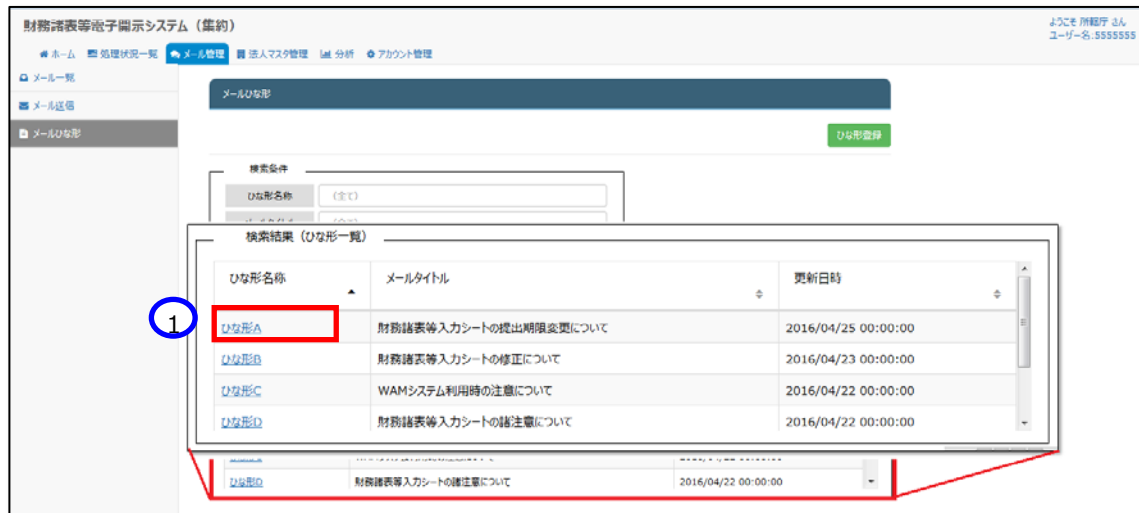 財務諸表等電子開示システム（集約）
ようこそ 所轄庁 さん
ユーザー名:5555555
ホーム 処理状況一覧 メール管理 法人マスタ管理 分析 アカウント管理
メール一覧
メール送信
メールひな形
メールひな形
ひな形登録
検索条件
ひな形名称 （全て）
検索結果（ひな形一覧）
ひな形名称 メールタイトル 更新日時
1
ひな形A 財務諸表等入力シートの提出期限変更について 2016/04/25 00:00:00
ひな形B 財務諸表等入力シートの修正について 2016/04/23 00:00:00
ひな形C WAMシステム利用時の注意について 2016/04/22 00:00:00
ひな形D 財務諸表等入力シートの諸注意について 2016/04/22 00:00:00
ひな形D 財務諸表等入力シートの諸注意について 2016/04/22 00:00:00